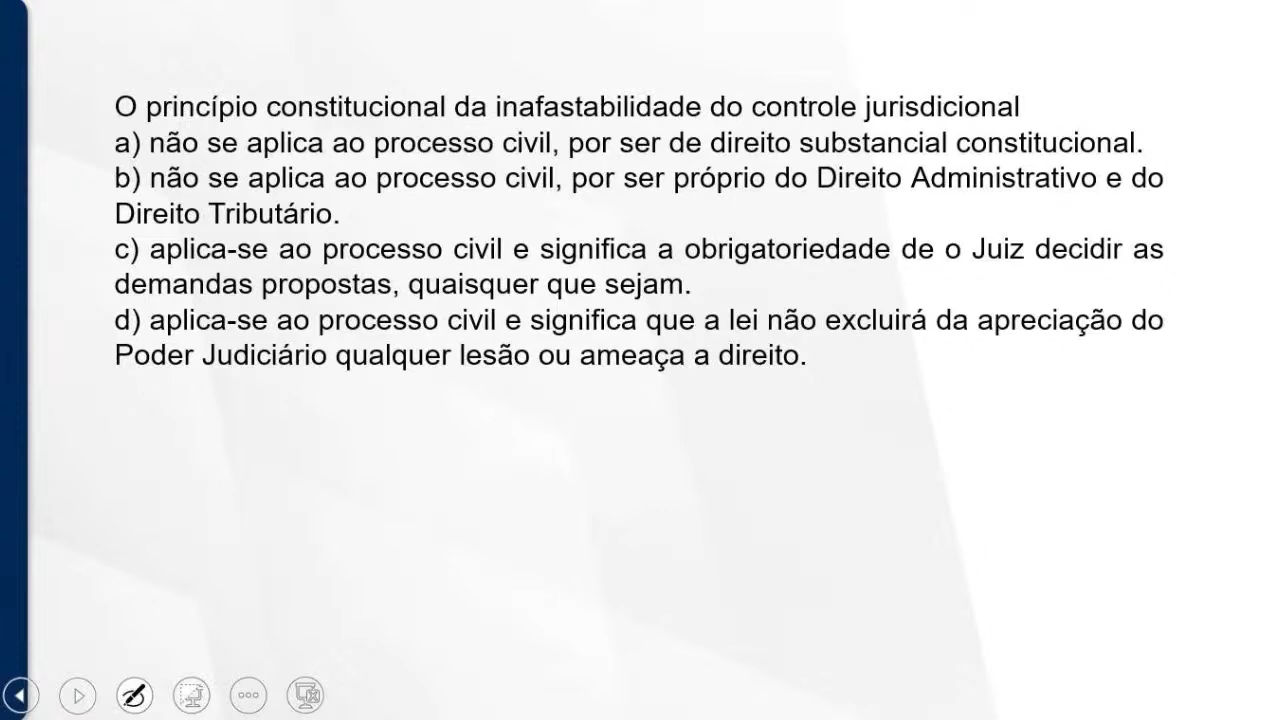 O princípio constitucional da inafastabilidade do controle jurisdicional
a) não se aplica ao processo civil, por ser de direito substancial constitucional.
b) não se aplica ao processo civil, por ser próprio do Direito Administrativo e do
Direito Tributário.
c) aplica-se ao processo civil e significa a obrigatoriedade de o Juiz decidir as
demandas propostas, quaisquer que sejam.
d) aplica-se ao processo civil e significa que a lei não excluirá da apreciação do
Poder Judiciário qualquer lesão ou ameaça a direito.